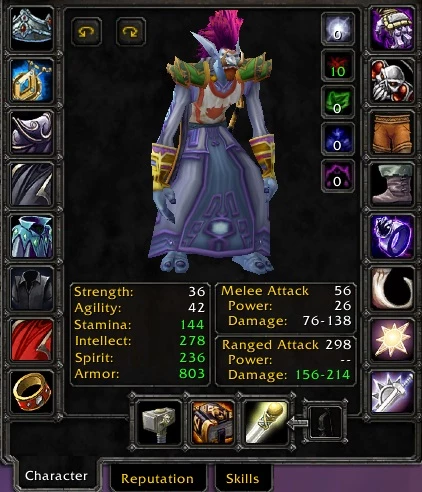 0
10
0
0
0
Strength: 36
Agility: 42
Stamina: 144
Intellect: 278
Spirit: 236
Armor: 803
Melee Attack 56
Power: 26
Damage: 76-138
Ranged Attack 298
Power: --
Damage: 156-214
Character
Reputation
Skills